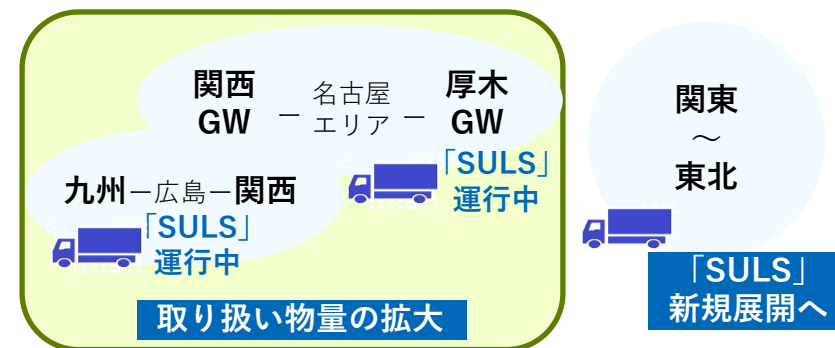 関西
GW
－ 名古屋
エリア －
厚木
GW
「SULS」
運行中
九州－広島－関西
「SULS」
運行中
取り扱い物量の拡大
関東
～
東北
「SULS」
新規展開へ